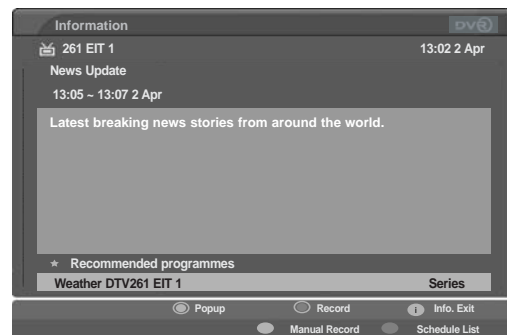 Information DVR
261 EIT 1 13:02 2 Apr
News Update
13:05 ~ 13:07 2 Apr
Latest breaking news stories from around the world.
Recommended programmes
Weather DTV261 EIT 1 Series
Popup Record i Info. Exit
Manual Record Schedule List